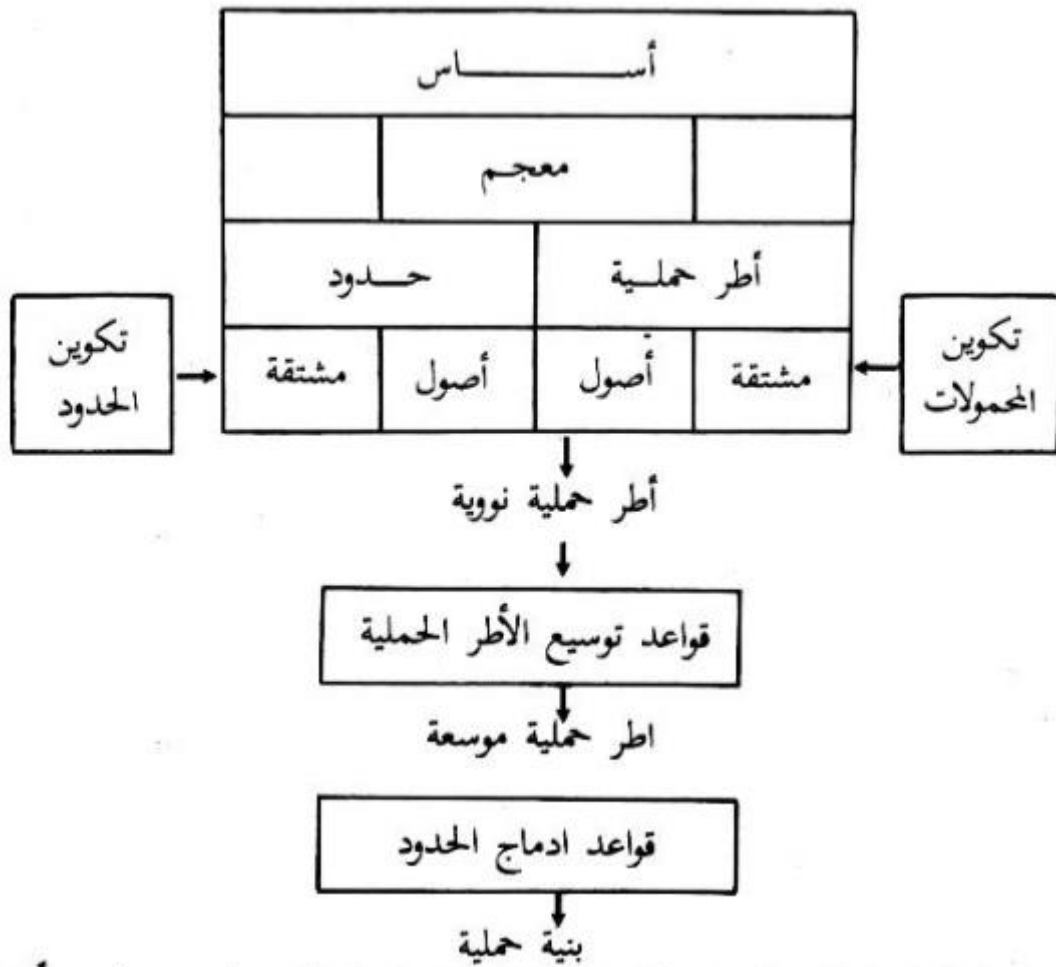 أساس
معجم
أطر حملية
حدود
تكوين
المحمولات
مشتقة
أصول
أصول
مشتقة
تكوين
الحدود
أطر حملية نووية
قواعد توسيع الأطر الحملية
اطر حملية موسعة
قواعد ادماج الحدود
بنية حملية